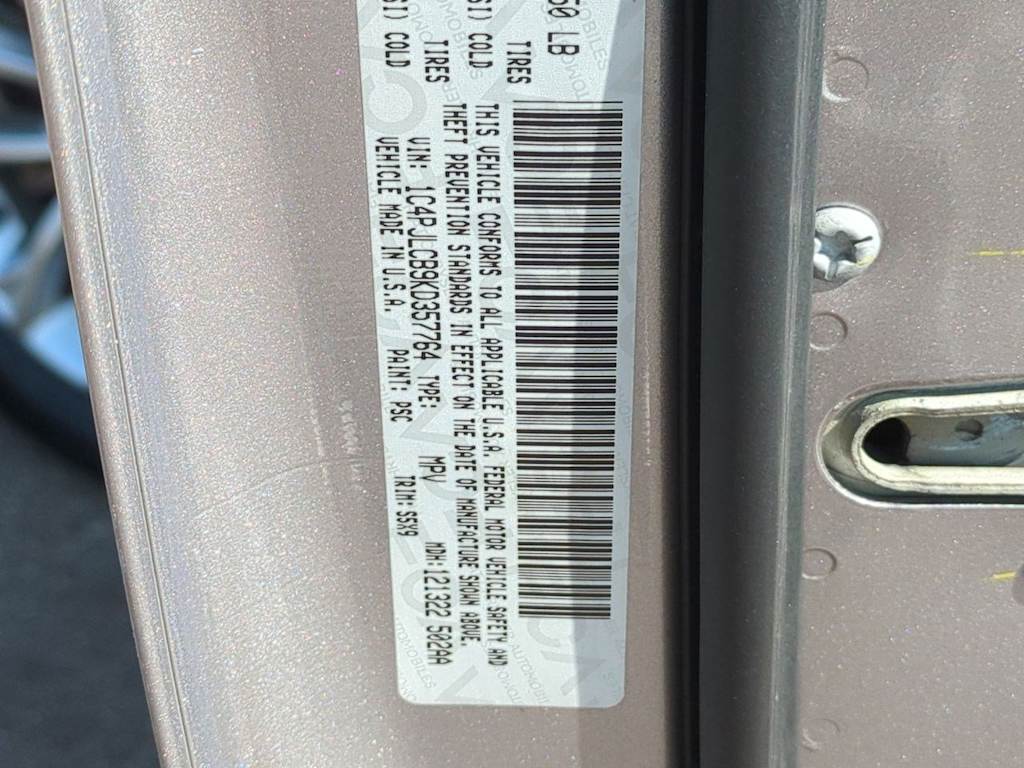 50 LB
TIRES
SI) COLD
THIS VEHICLE CONFORMS TO ALL APPLICABLE U.S.A. FEDERAL MOTOR VEHICLE SAFETY AND
TIRES
THEFT PREVENTION STANDARDS IN EFFECT ON THE DATE OF MANUFACTURE SHOWN ABOVE.
SI) COLD
VIN: 1C4PJLCB9KD357764 TYPE: MPV MDH:121322 502AA
VEHICLE MADE IN U.S.A. PAINT: PSC TRIM:S5X9